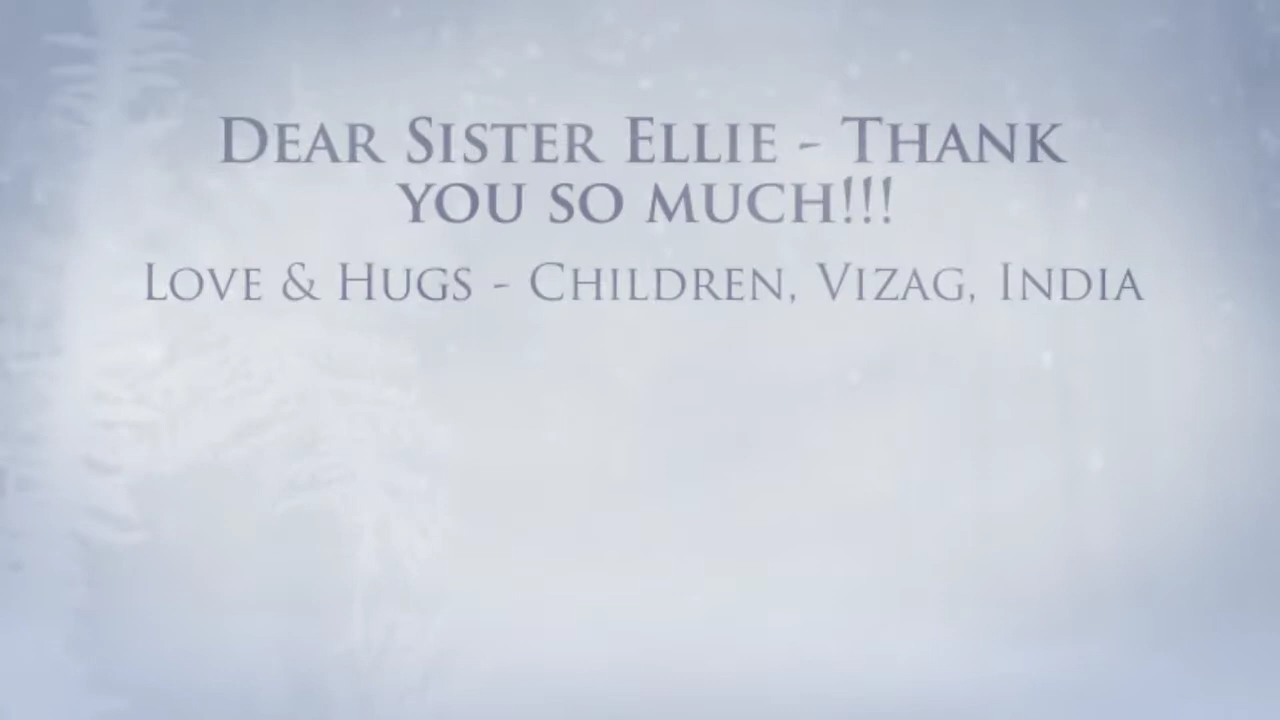 Dear Sister Ellie - Thank
you so much!!!
Love & Hugs - Children, Vizag, India